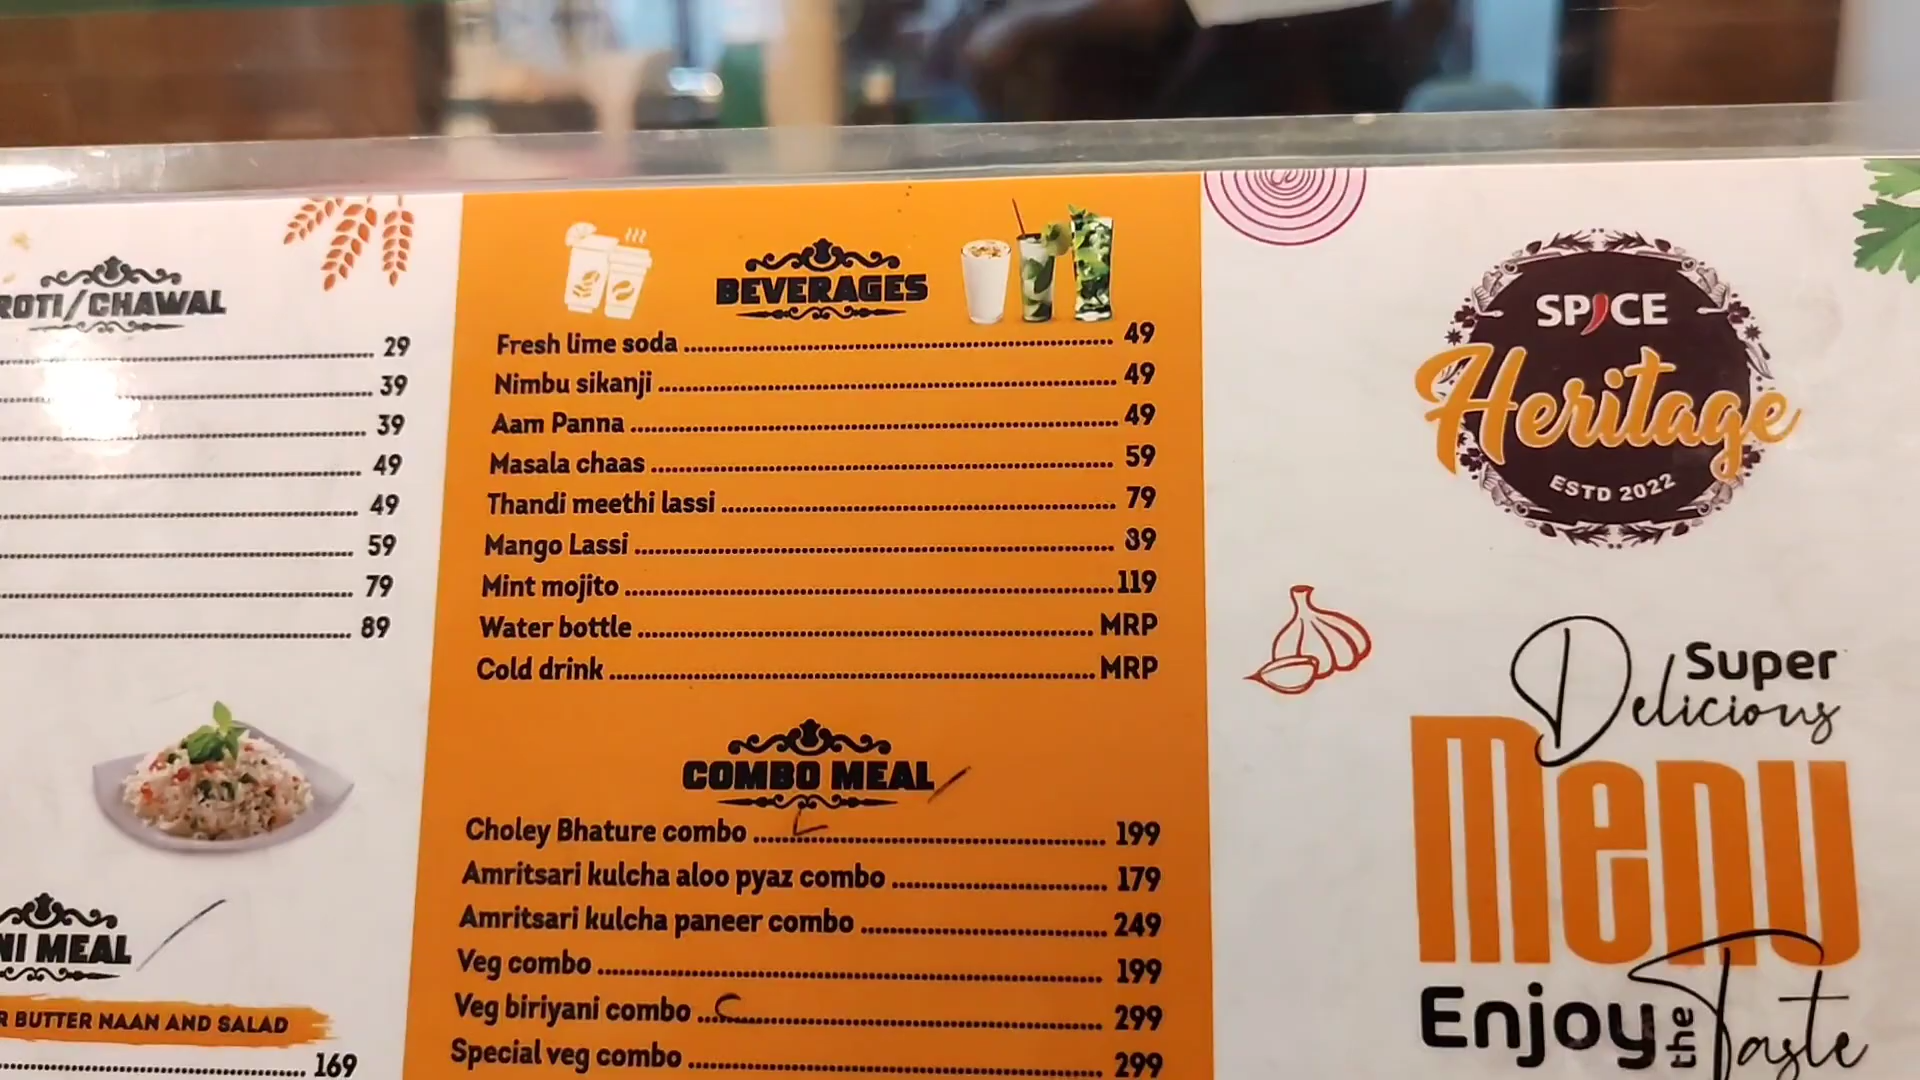 ROTI/CHAWAL
29
39
39
49
49
59
79
89
NI MEAL
R BUTTER NAAN AND SALAD
169
BEVERAGES
Fresh lime soda 49
Nimbu sikanji 49
Aam Panna 49
Masala chaas 59
Thandi meethi lassi 79
Mango Lassi 89
Mint mojito 119
Water bottle MRP
Cold drink MRP
COMBO MEAL
Choley Bhature combo 199
Amritsari kulcha aloo pyaz combo 179
Amritsari kulcha paneer combo 249
Veg combo 199
Veg biriyani combo 299
Special veg combo 299
SPICE
Heritage
ESTD 2022
Super
Delicious
Menu
Enjoy the Taste